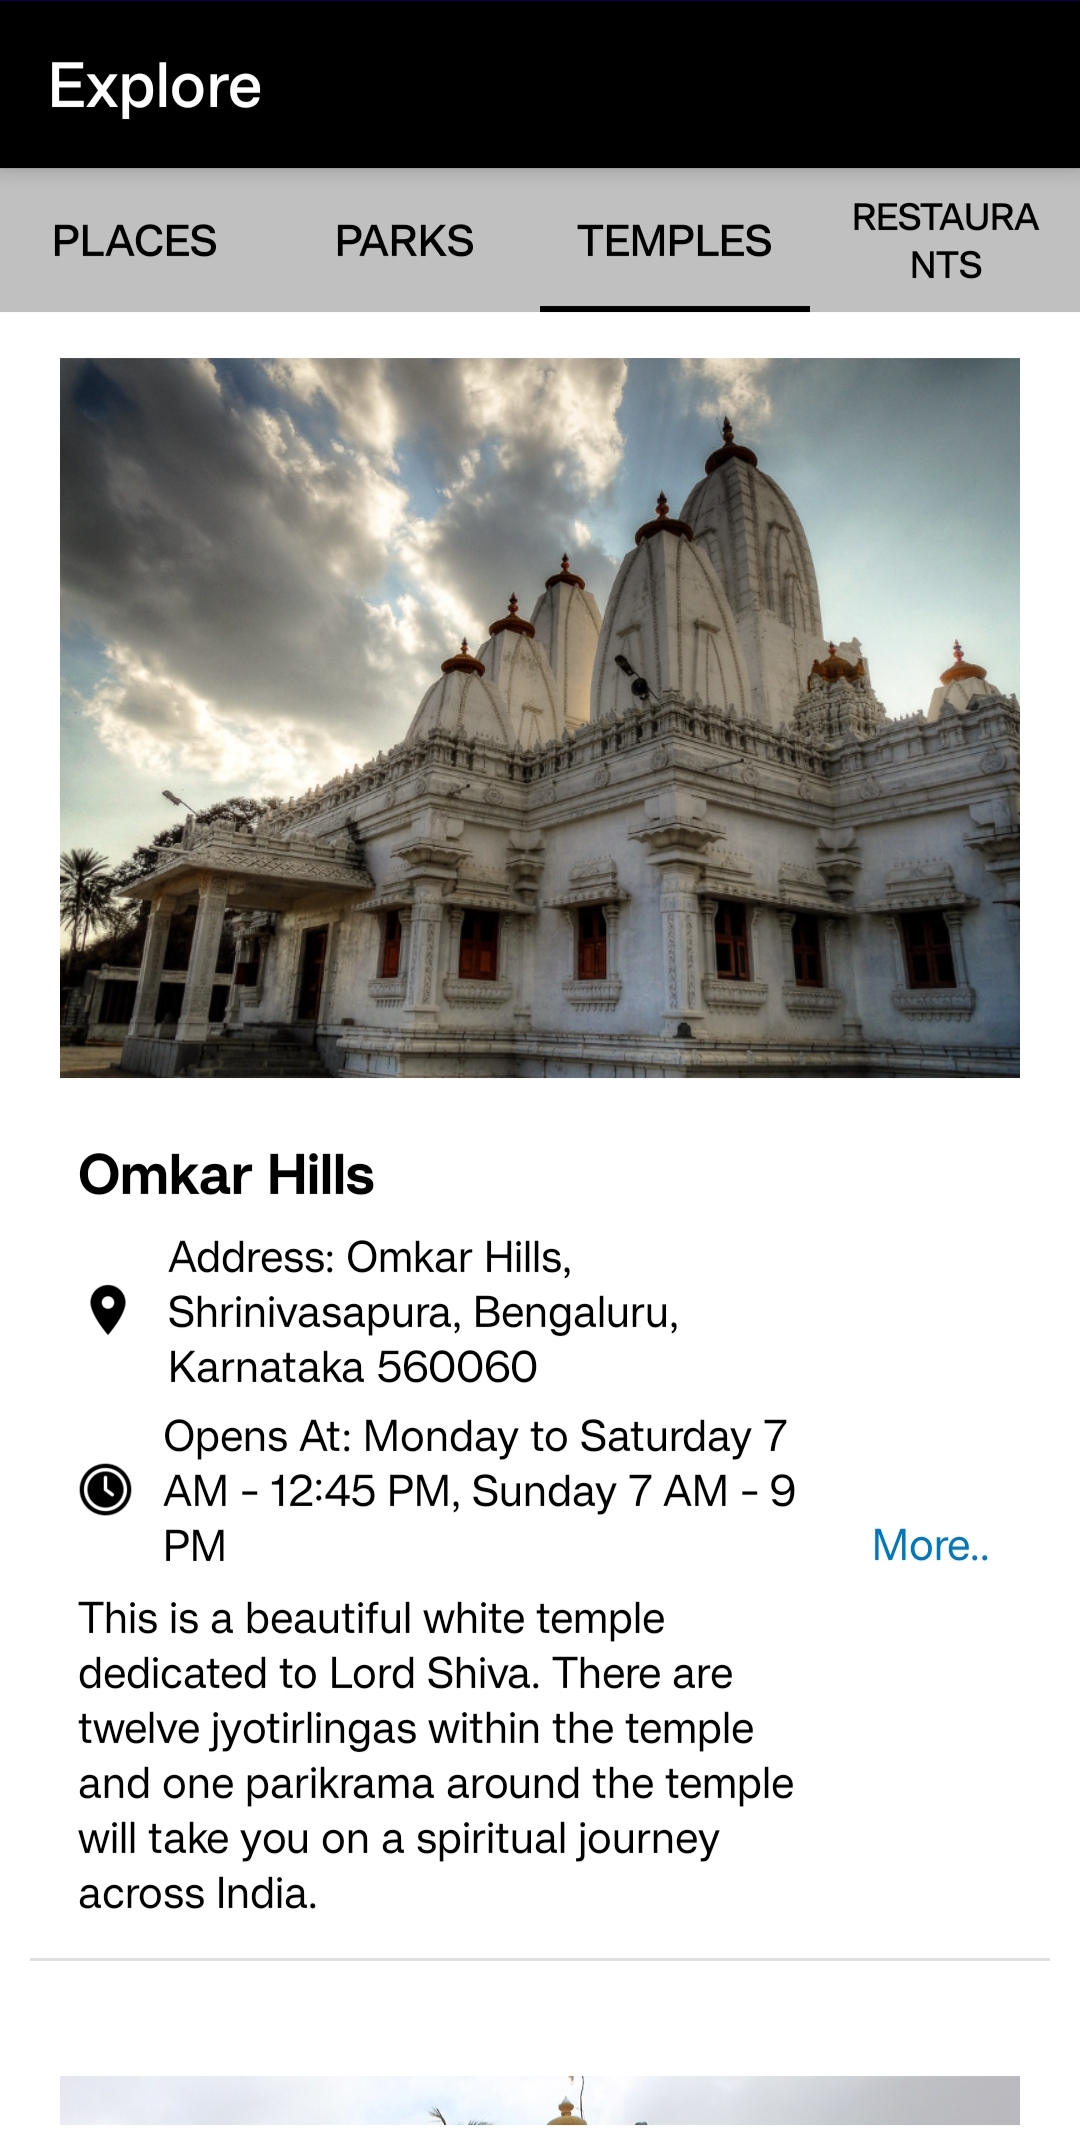 Explore
PLACES
PARKS
TEMPLES
RESTAURA
NTS
Omkar Hills
Address: Omkar Hills,
Shrinivasapura, Bengaluru,
Karnataka 560060
Opens At: Monday to Saturday 7
AM - 12:45 PM, Sunday 7 AM - 9
PM
More..
This is a beautiful white temple
dedicated to Lord Shiva. There are
twelve jyotirlingas within the temple
and one parikrama around the temple
will take you on a spiritual journey
across India.